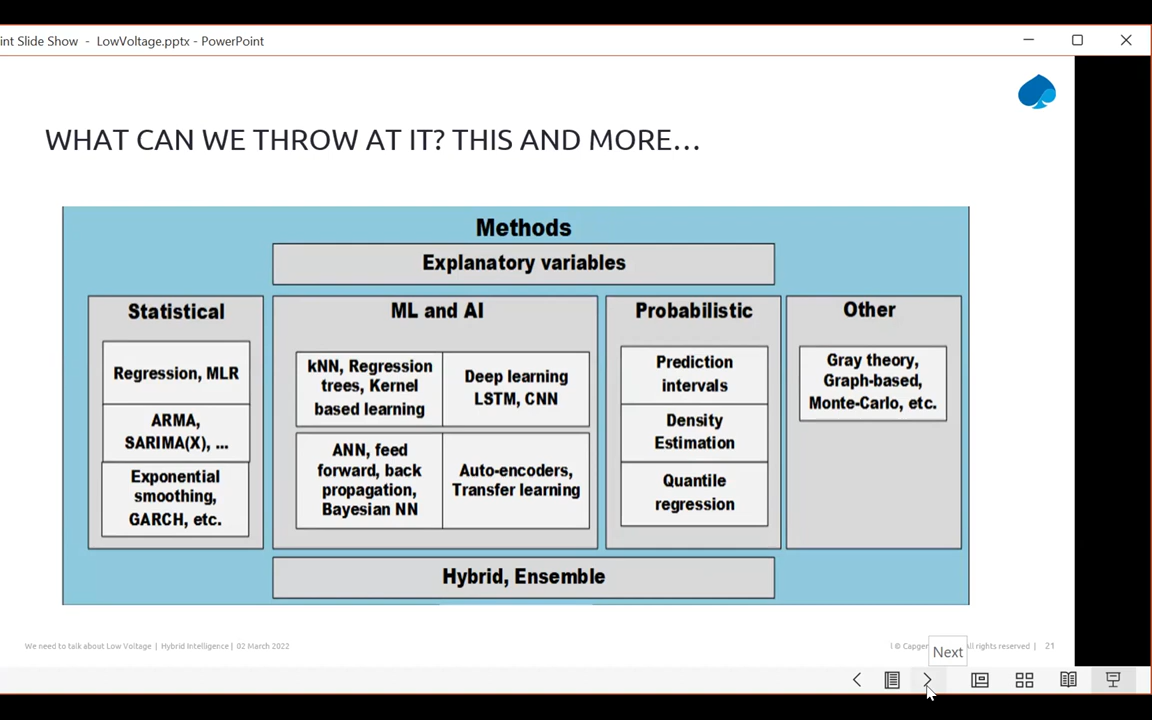 int Slide Show - LowVoltage.pptx - PowerPoint
WHAT CAN WE THROW AT IT? THIS AND MORE...
Methods
Explanatory variables
Statistical
Regression, MLR
ARMA,
SARIMA(X), ...
Exponential
smoothing,
GARCH, etc.
ML and AI
kNN, Regression
trees, Kernel
based learning
Deep learning
LSTM, CNN
ANN, feed
forward, back
propagation,
Bayesian NN
Auto-encoders,
Transfer learning
Probabilistic
Prediction
intervals
Density
Estimation
Quantile
regression
Other
Gray theory,
Graph-based,
Monte-Carlo, etc.
Hybrid, Ensemble
We need to talk about Low Voltage | Hybrid Intelligence | 02 March 2022
© Capger
ll rights reserved | 21
Next